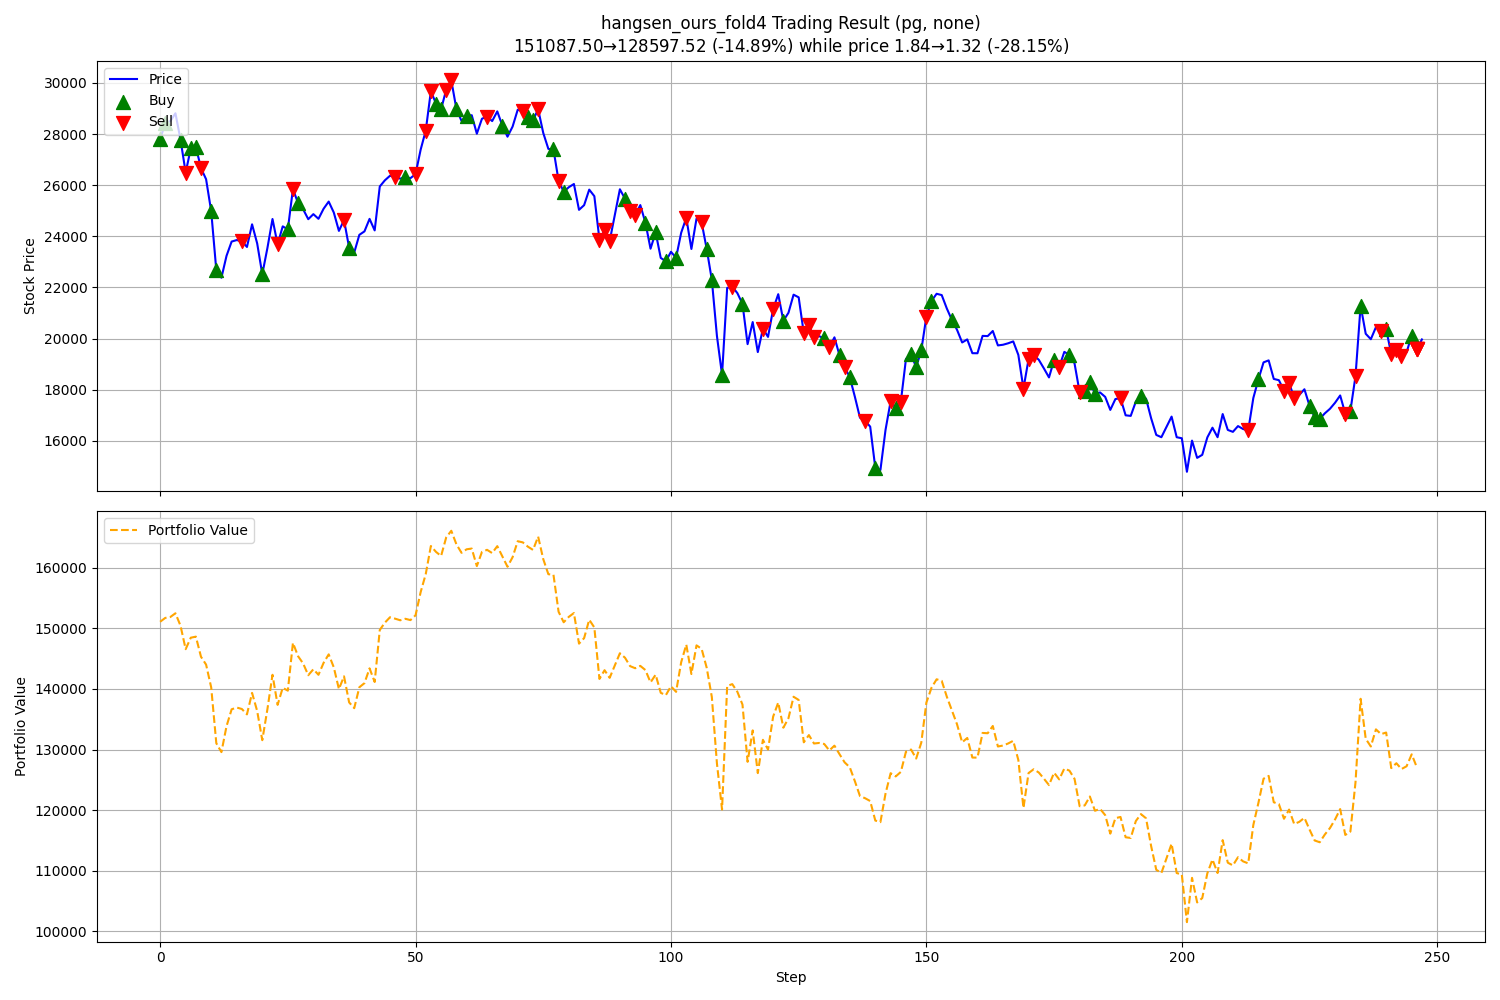 hangsen_ours_fold4 Trading Result (pg, none)
151087.50→128597.52 (-14.89%) while price 1.84→1.32 (-28.15%)
Price
Buy
Sell
Stock Price
30000
28000
26000
24000
22000
20000
18000
16000
Portfolio Value
Portfolio Value
160000
150000
140000
130000
120000
110000
100000
0
50
100
150
200
250
Step